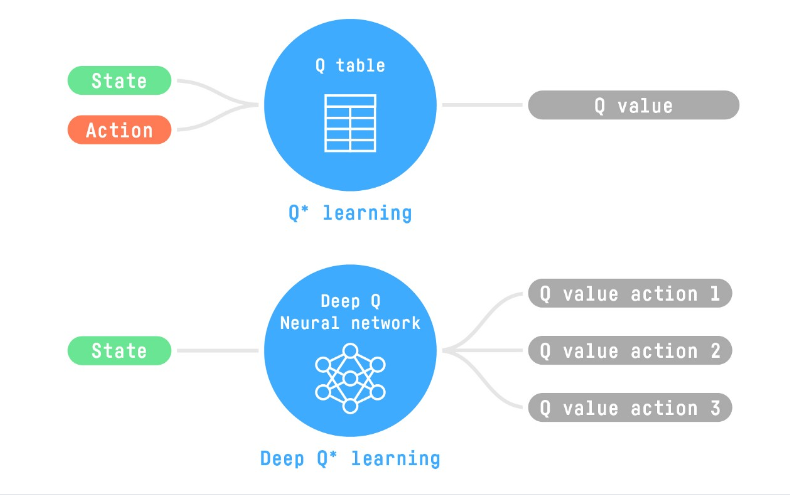 Q table
State
Action
Q value
Q* learning
Deep Q
Neural network
State
Q value action 1
Q value action 2
Q value action 3
Deep Q* learning